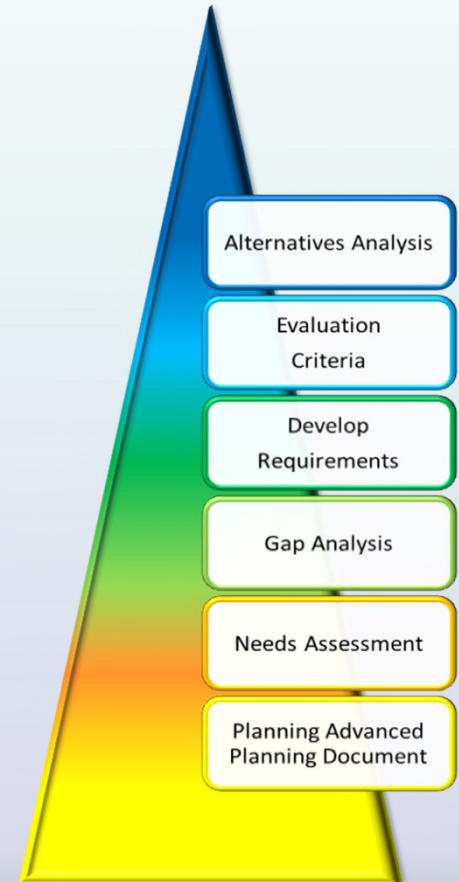 Alternatives Analysis
Evaluation
Criteria
Develop
Requirements
Gap Analysis
Needs Assessment
Planning Advanced
Planning Document